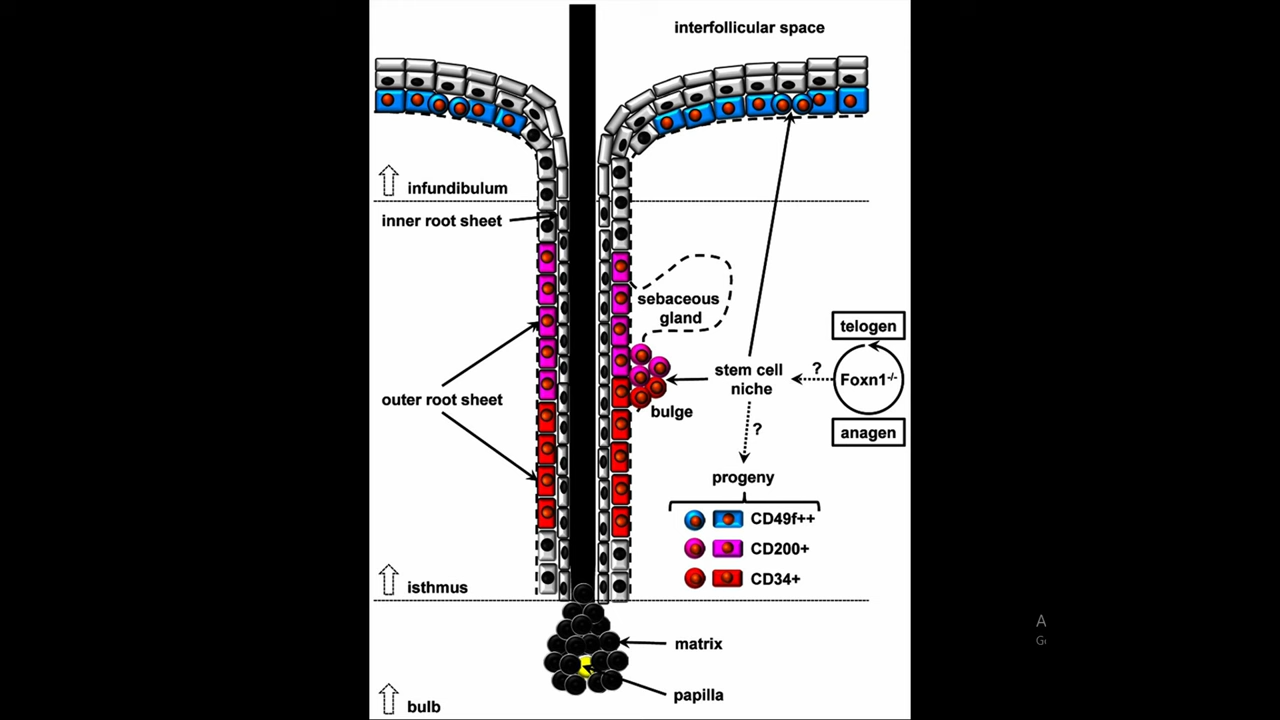 interfollicular space
infundibulum
inner root sheet
sebaceous
gland
telogen
stem cell
niche
?
Foxn1-/-
outer root sheet
bulge
anagen
?
progeny
CD49f++
CD200+
CD34+
isthmus
matrix
papilla
bulb
A